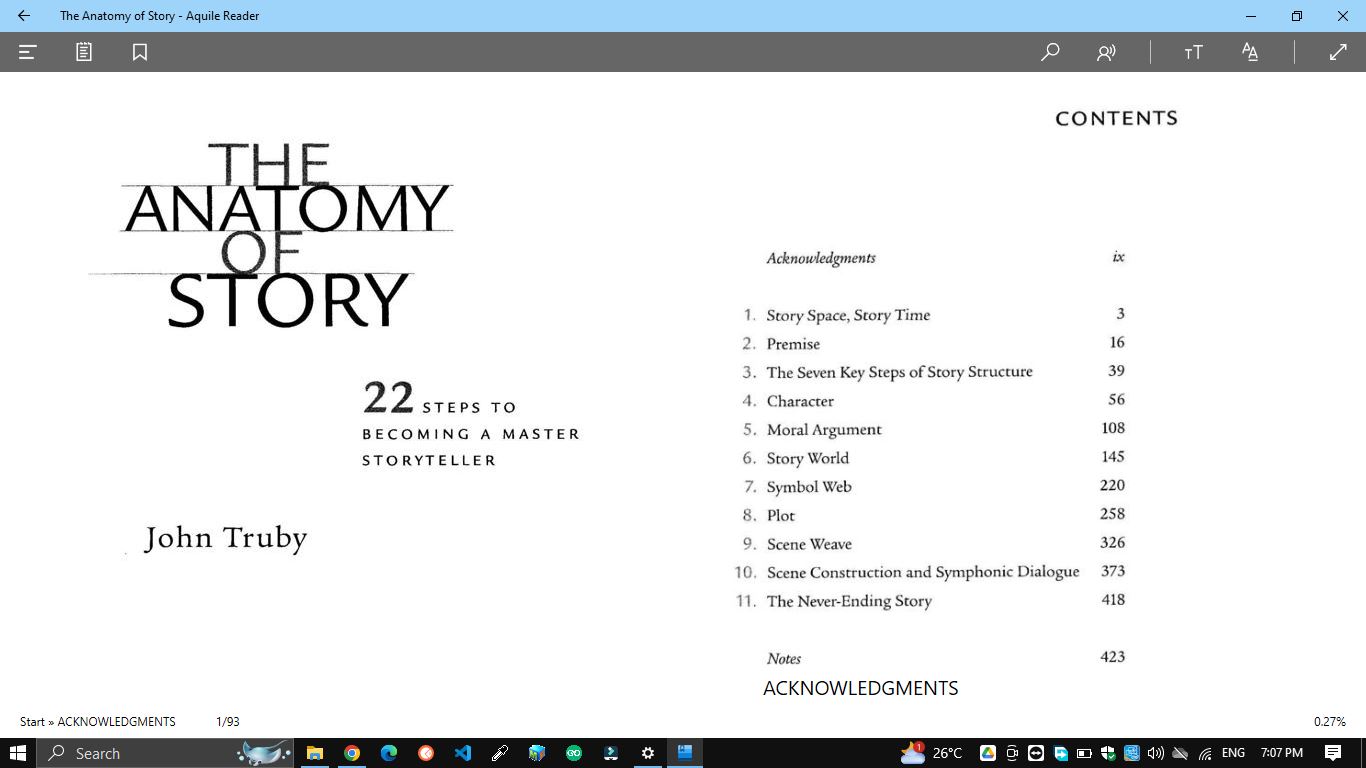 The Anatomy of Story - Aquile Reader
THE
ANATOMY
OF
STORY
22 STEPS TO
BECOMING A MASTER
STORYTELLER
John Truby
CONTENTS
Acknowledgments ix
1. Story Space, Story Time 3
2. Premise 16
3. The Seven Key Steps of Story Structure 39
4. Character 56
5. Moral Argument 108
6. Story World 145
7. Symbol Web 220
8. Plot 258
9. Scene Weave 326
10. Scene Construction and Symphonic Dialogue 373
11. The Never-Ending Story 418
Notes 423
ACKNOWLEDGMENTS
Start » ACKNOWLEDGMENTS 1/93 0.27%
Search 1 26°C ENG 7:07 PM